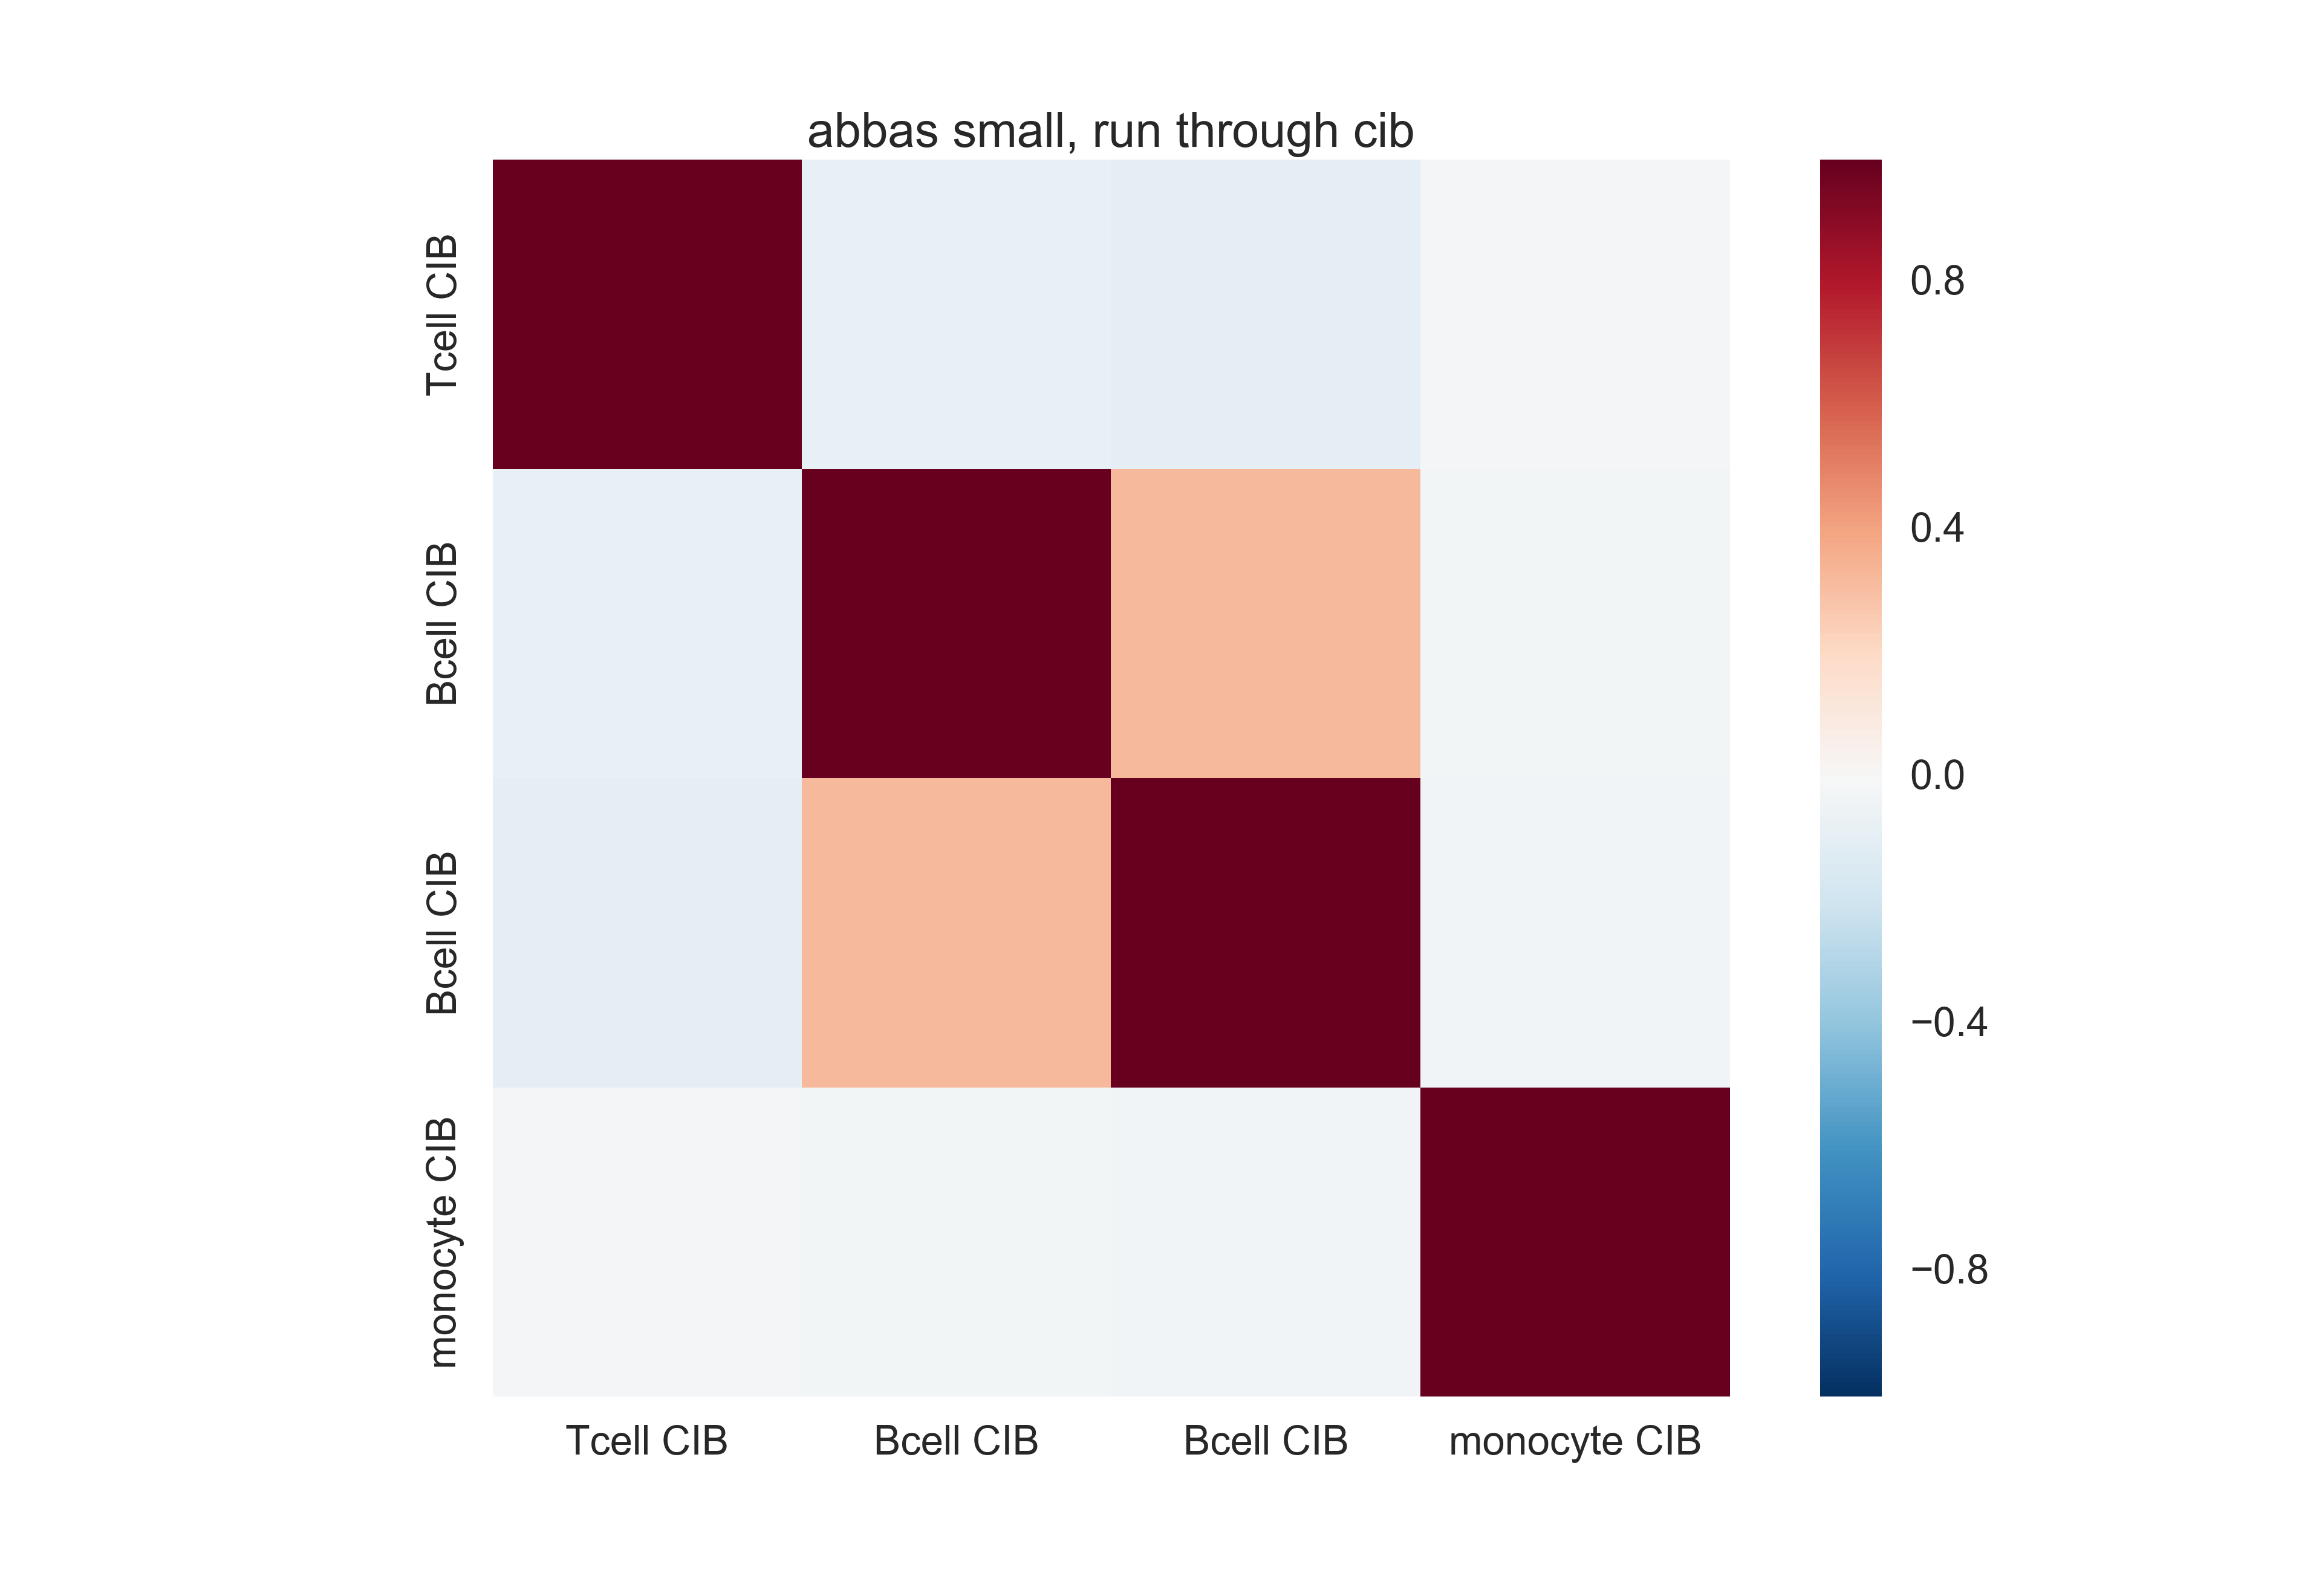 abbas small, run through cib
Tcell CIB
Bcell CIB
Bcell CIB
monocyte CIB
Tcell CIB
Bcell CIB
Bcell CIB
monocyte CIB
0.8
0.4
0.0
−0.4
−0.8